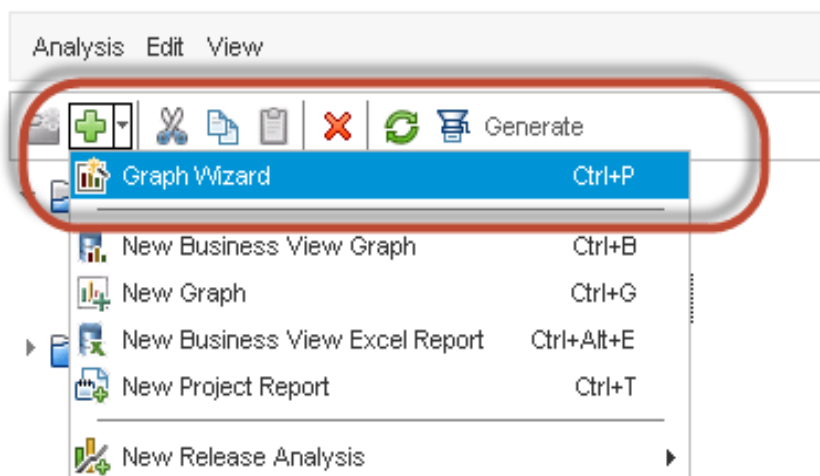 Analysis Edit View
Generate
Graph Wizard Ctrl+P
New Business View Graph Ctrl+B
New Graph Ctrl+G
New Business View Excel Report Ctrl+Alt+E
New Project Report Ctrl+T
New Release Analysis